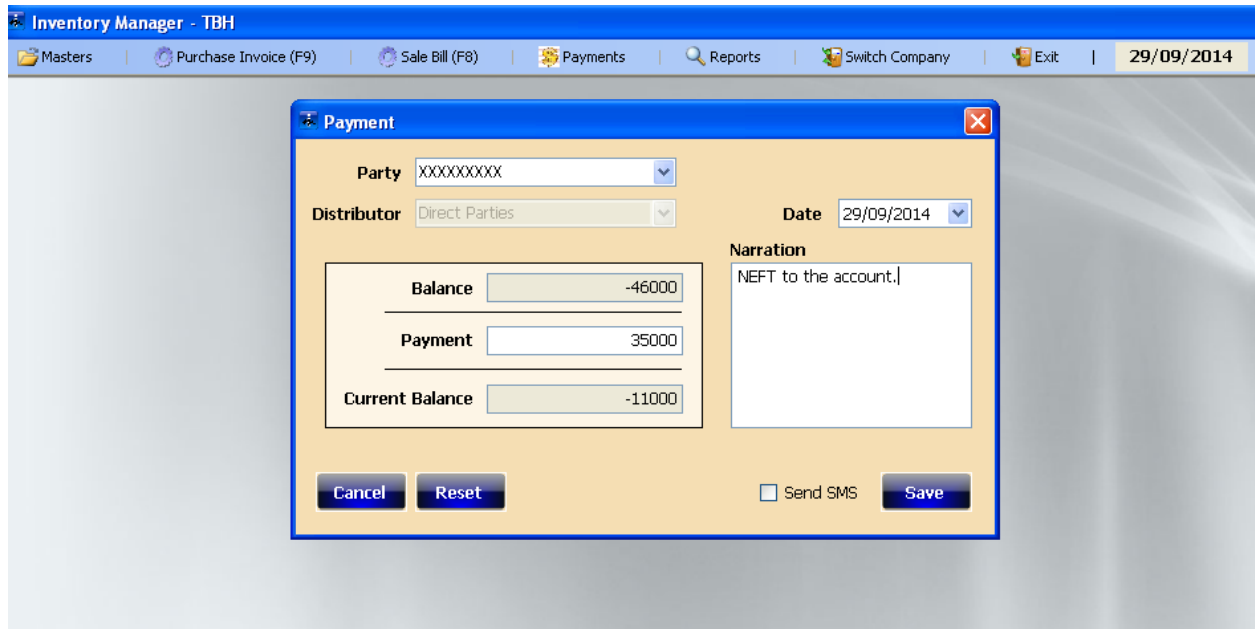 Inventory Manager - TBH
Masters | Purchase Invoice (F9) | Sale Bill (F8) | Payments | Reports | Switch Company | Exit | 29/09/2014
Payment
Party XXXXXXXXX
Distributor Direct Parties Date 29/09/2014
Narration
NEFT to the account.
Balance -46000
Payment 35000
Current Balance -11000
Cancel Reset Send SMS Save